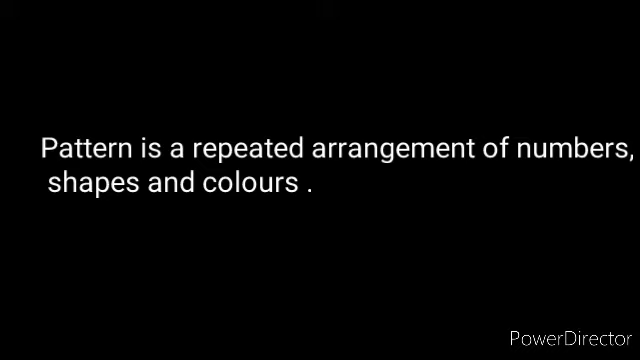 Pattern is a repeated arrangement of numbers,
shapes and colours .
PowerDirector